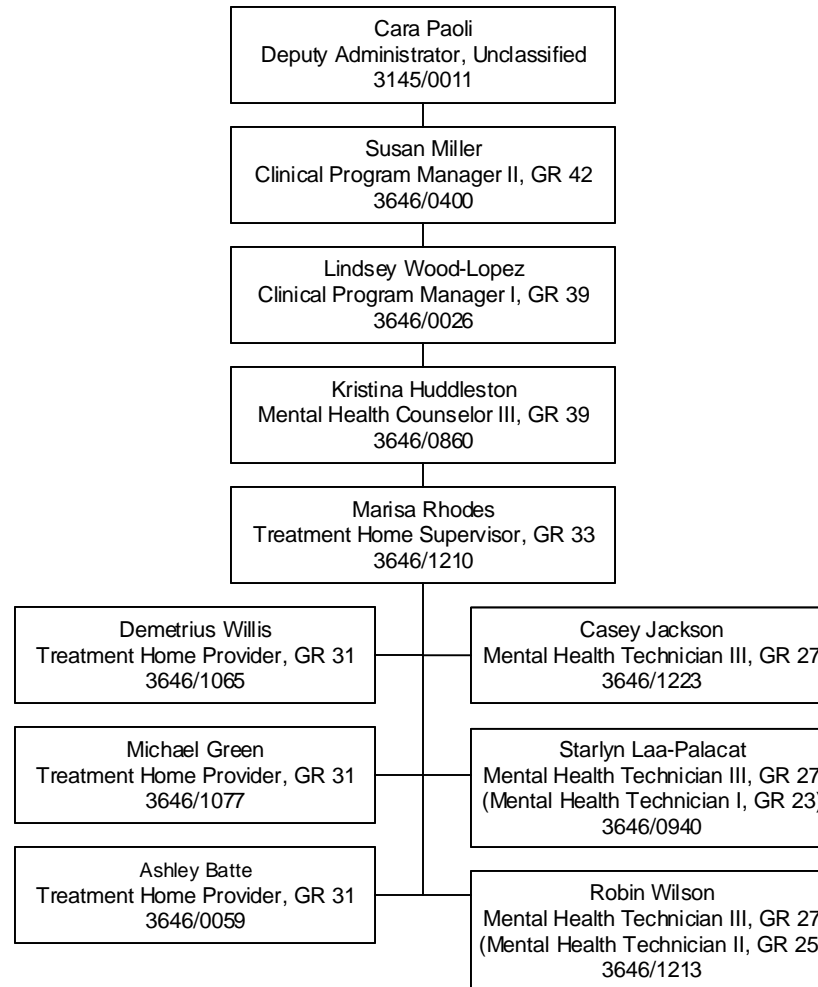 Cara Paoli
Deputy Administrator, Unclassified
3145/0011
Susan Miller
Clinical Program Manager II, GR 42
3646/0400
Lindsey Wood-Lopez
Clinical Program Manager I, GR 39
3646/0026
Kristina Huddleston
Mental Health Counselor III, GR 39
3646/0860
Marisa Rhodes
Treatment Home Supervisor, GR 33
3646/1210
Demetrius Willis
Treatment Home Provider, GR 31
3646/1065
Casey Jackson
Mental Health Technician III, GR 27
3646/1223
Michael Green
Treatment Home Provider, GR 31
3646/1077
Starlyn Laa-Palacat
Mental Health Technician III, GR 27
(Mental Health Technician I, GR 23)
3646/0940
Ashley Batte
Treatment Home Provider, GR 31
3646/0059
Robin Wilson
Mental Health Technician III, GR 27
(Mental Health Technician II, GR 25
3646/1213